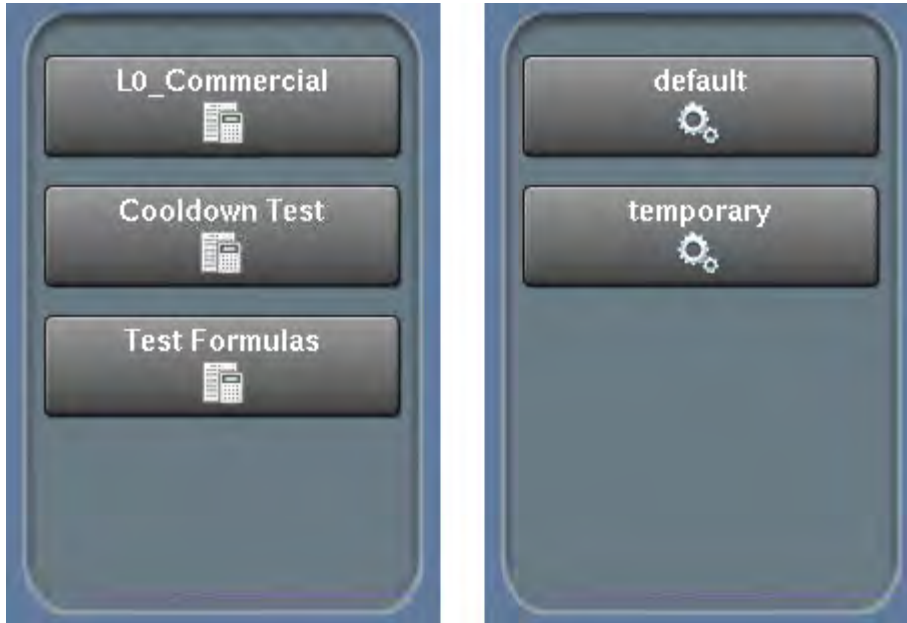 L0_Commercial
Cooldown Test
Test Formulas
default
temporary